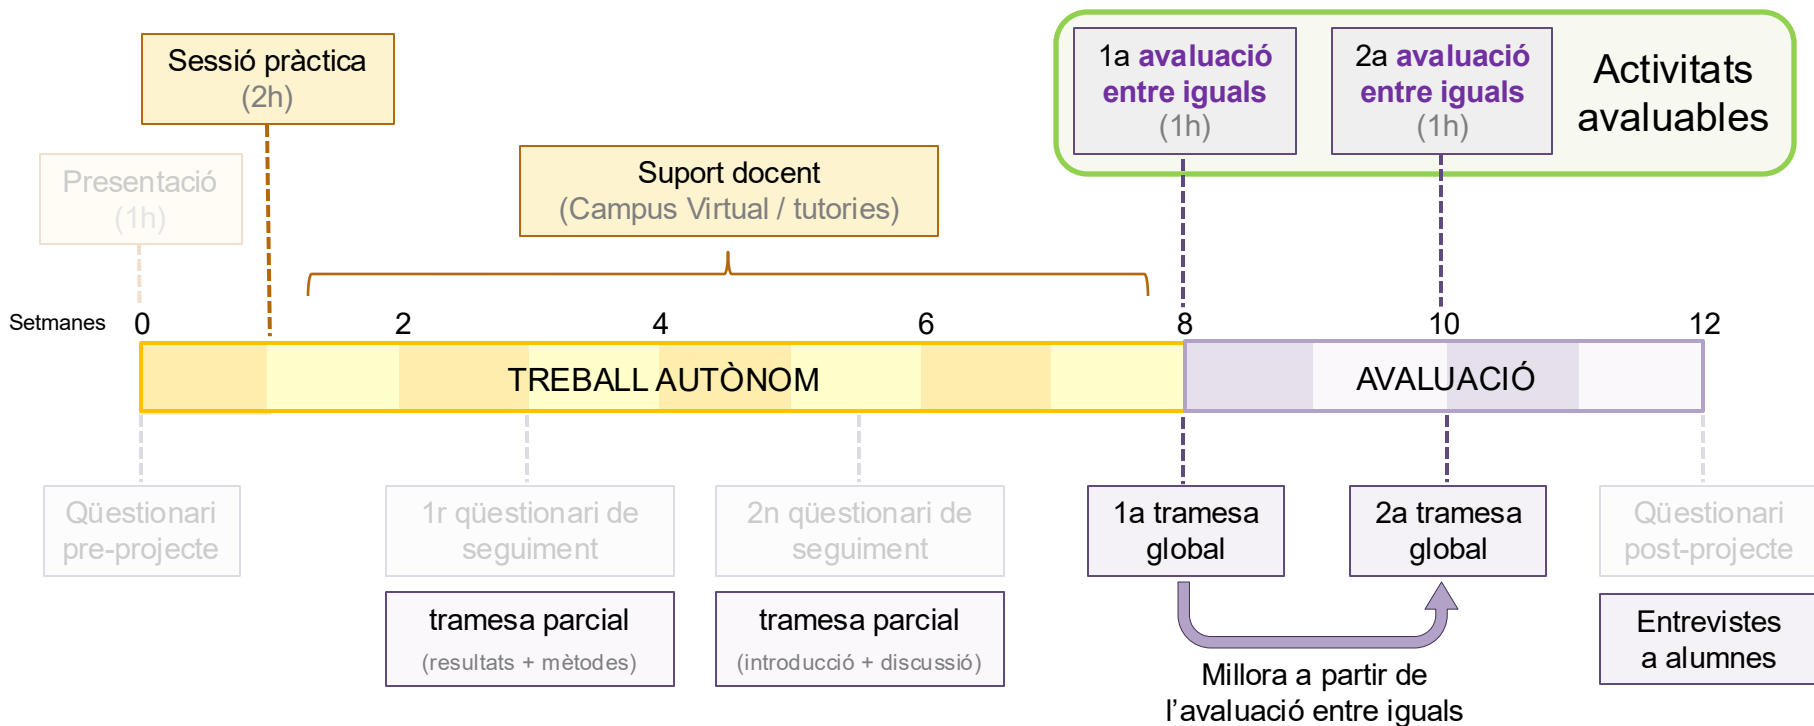 Sessió pràctica
(2h)
1a avaluació
entre iguals
(1h)
2a avaluació
entre iguals
(1h)
Activitats
avaluables
Presentació
(1h)
Suport docent
(Campus Virtual / tutories)
Setmanes 0 2 4 6 8 10 12
TREBALL AUTÒNOM
AVALUACIÓ
Qüestionari
pre-projecte
1r qüestionari de
seguiment
2n qüestionari de
seguiment
1a tramesa
global
2a tramesa
global
Qüestionari
post-projecte
tramesa parcial
(resultats + mètodes)
tramesa parcial
(introducció + discussió)
Entrevistes
a alumnes
Millora a partir de
l’avaluació entre iguals